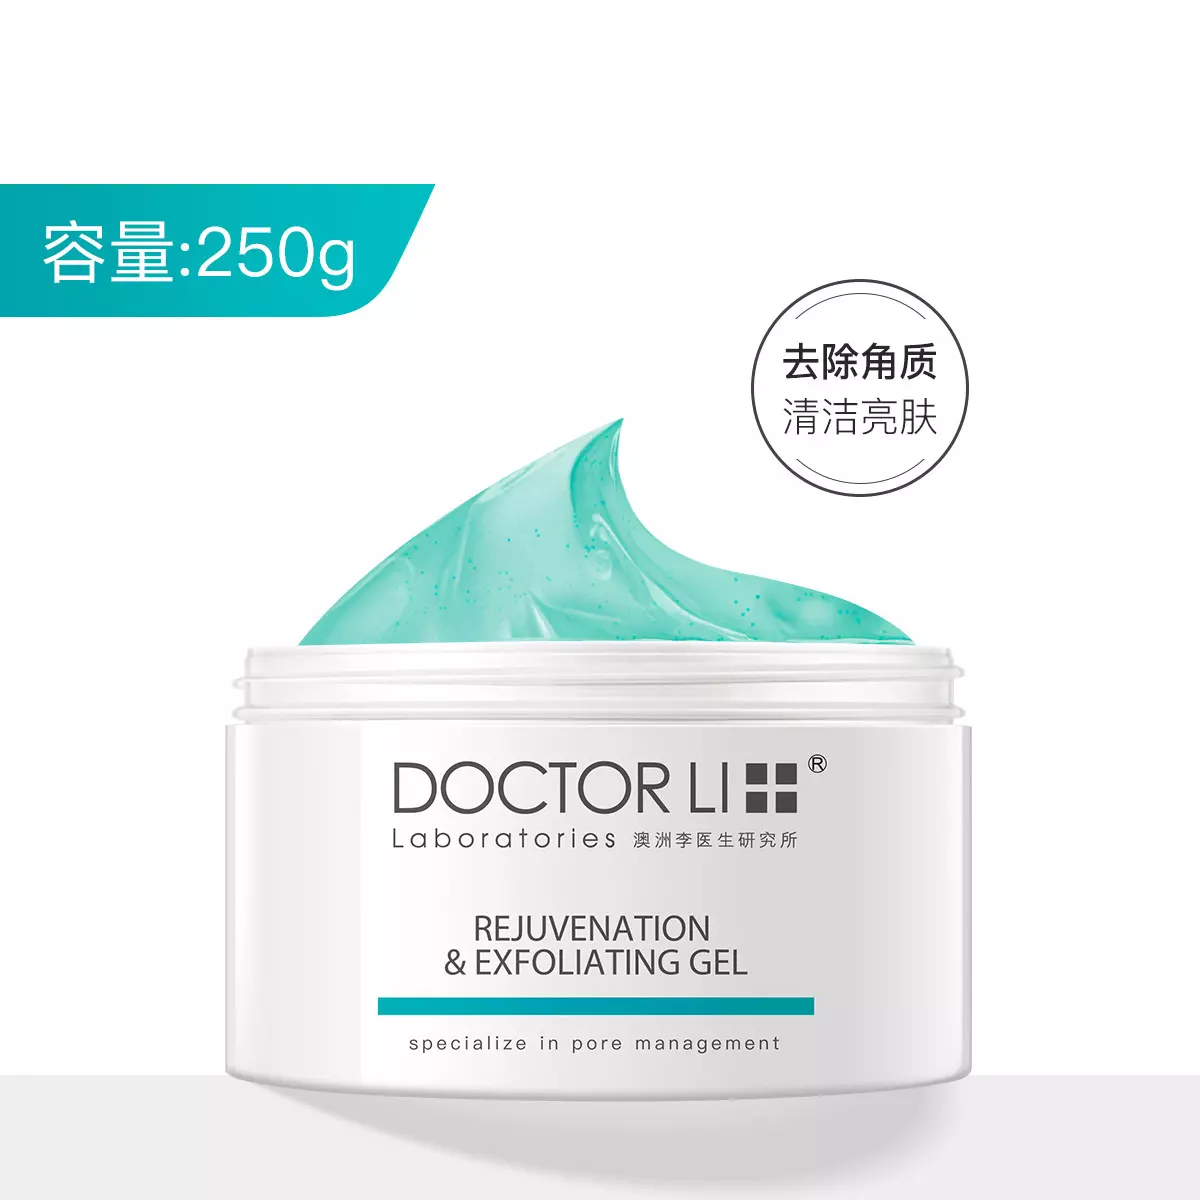 容量:250g
去除角质
清洁亮肤
DOCTOR LI ®
Laboratories 澳洲李医生研究所
REJUVENATION
& EXFOLIATING GEL
specialize in pore management